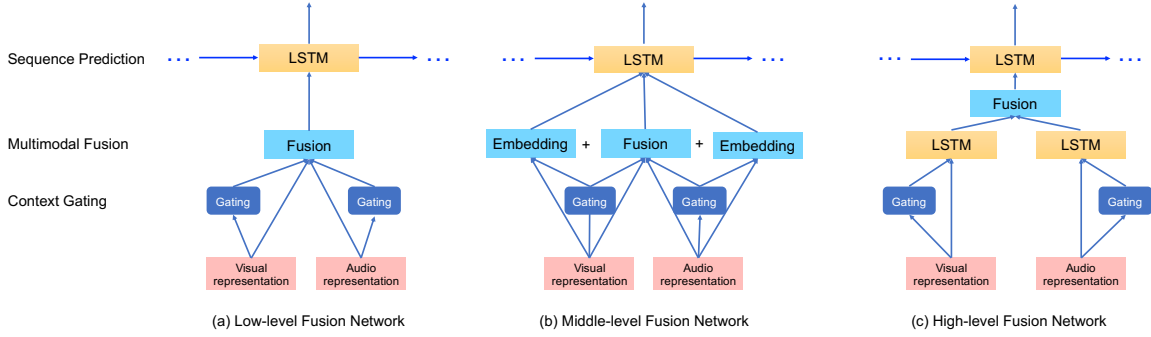 Sequence Prediction
Multimodal Fusion
Context Gating
... LSTM ...
Fusion
Gating Gating
Visual
representation
Audio
representation
(a) Low-level Fusion Network
... LSTM ...
Embedding + Fusion + Embedding
Gating Gating
Visual
representation
Audio
representation
(b) Middle-level Fusion Network
... LSTM ...
Fusion
LSTM LSTM
Gating Gating
Visual
representation
Audio
representation
(c) High-level Fusion Network